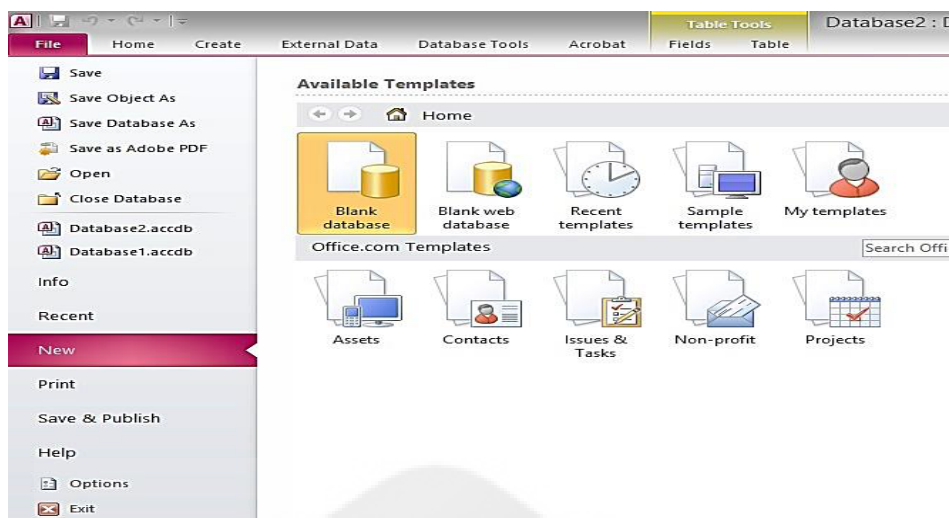 A
Table Tools
Database2 : D
File Home Create External Data Database Tools Acrobat Fields Table
Save
Save Object As
Save Database As
Save as Adobe PDF
Open
Close Database
Database2.accdb
Database1.accdb
Info
Recent
New
Print
Save & Publish
Help
Options
Exit
Available Templates
Home
Blank
database
Blank web
database
Recent
templates
Sample
templates
My templates
Office.com Templates
Search Offi
Assets
Contacts
Issues &
Tasks
Non-profit
Projects